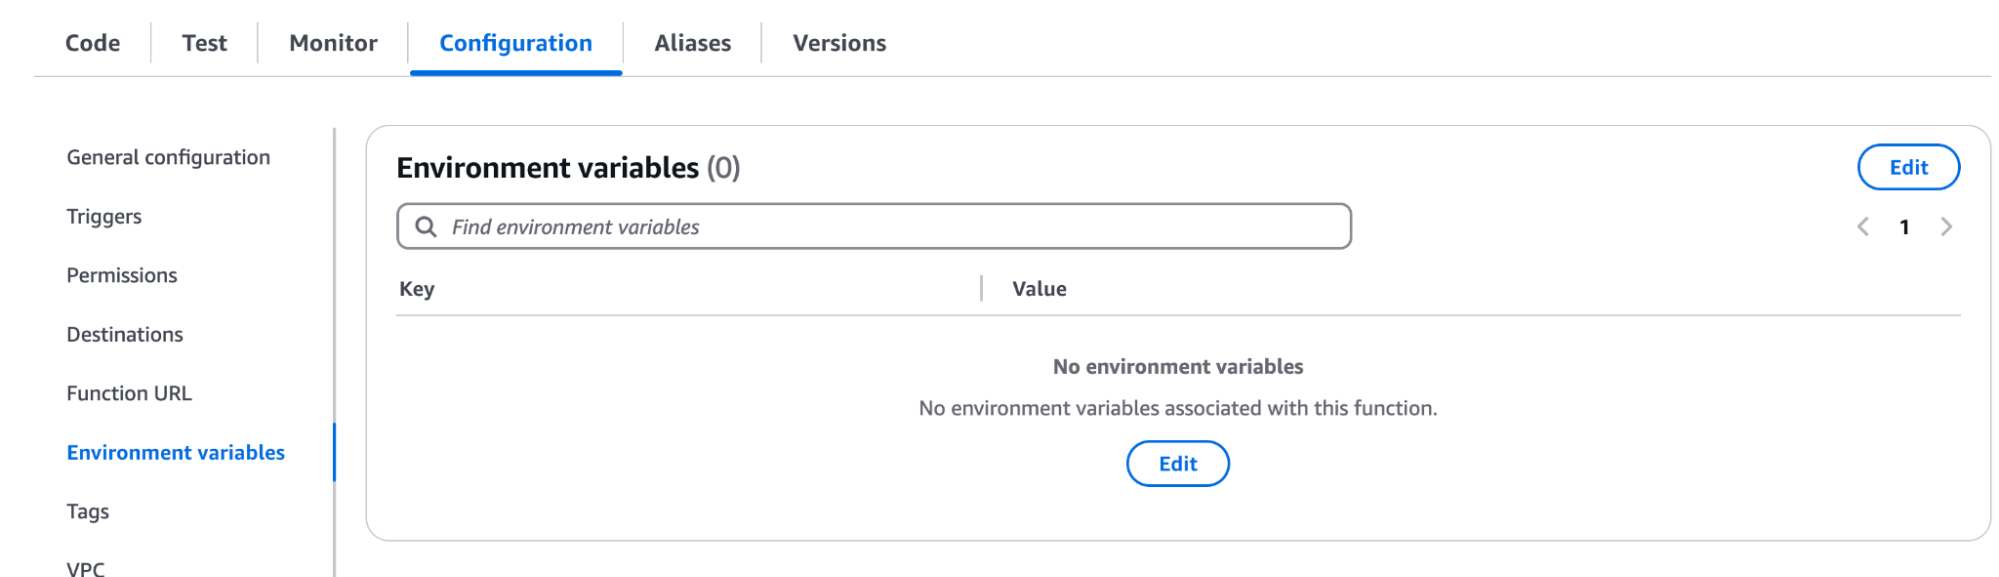 Code Test Monitor Configuration Aliases Versions
General configuration
Triggers
Permissions
Destinations
Function URL
Environment variables
Tags
VPC
Environment variables (0)
Edit
Find environment variables
1
Key Value
No environment variables
No environment variables associated with this function.
Edit